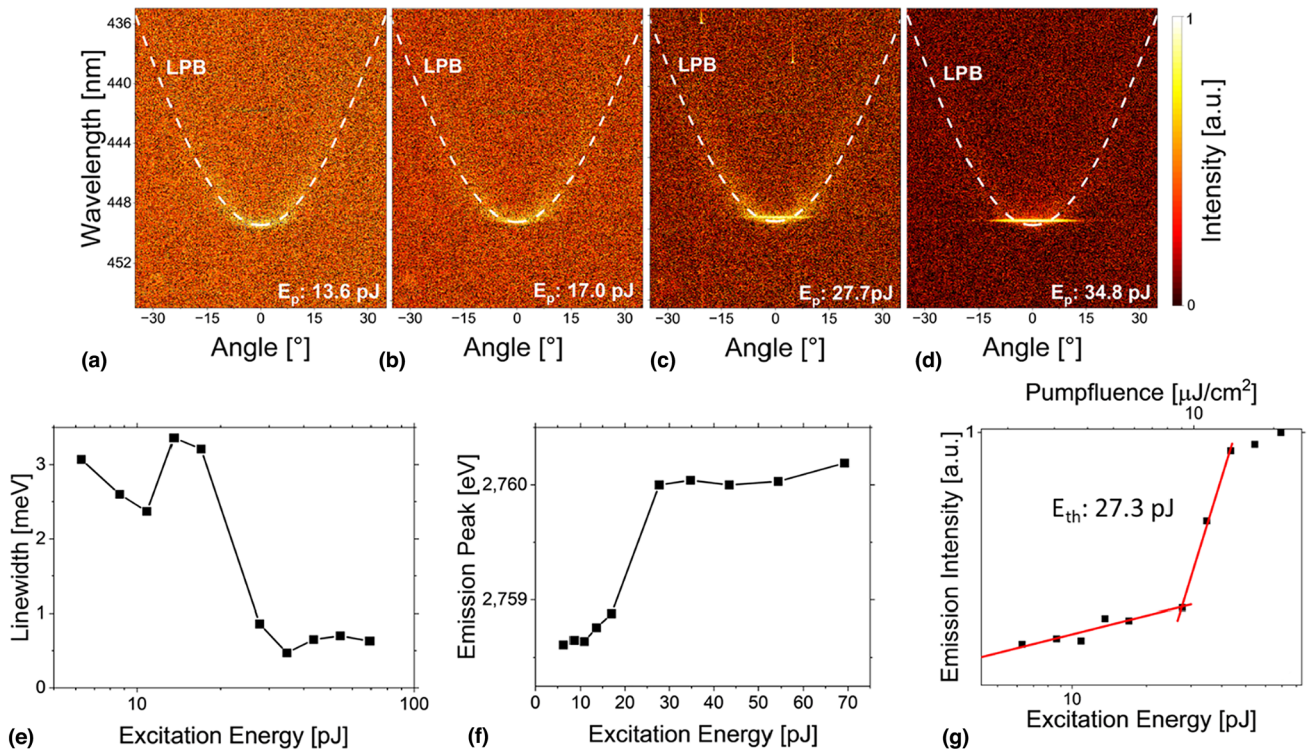 436
440
444
448
452
Wavelength [nm]
LPB
LPB
LPB
LPB
Eₚ: 13.6 pJ
Eₚ: 17.0 pJ
Eₚ: 27.7pJ
Eₚ: 34.8 pJ
1
0
Intensity [a.u.]
−30 −15 0 15 30
−30 −15 0 15 30
−30 −15 0 15 30
−30 −15 0 15 30
(a) Angle [°]
(b) Angle [°]
(c) Angle [°]
(d) Angle [°]
3
2
1
0
Linewidth [meV]
10 100
(e) Excitation Energy [pJ]
2,760
2,759
Emission Peak [eV]
0 10 20 30 40 50 60 70
(f) Excitation Energy [pJ]
Pumpfluence [μJ/cm²]
10
1
Emission Intensity [a.u.]
Eₜₕ: 27.3 pJ
10
(g) Excitation Energy [pJ]